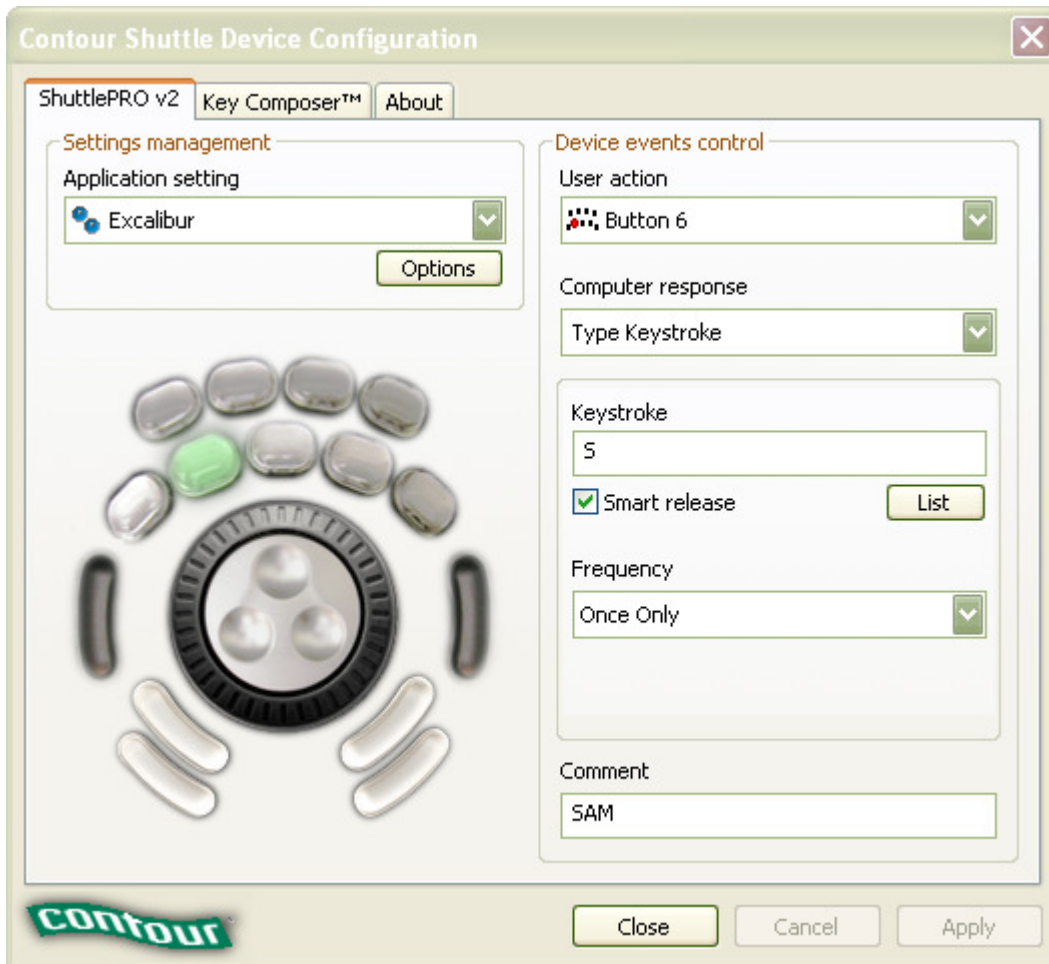 Contour Shuttle Device Configuration
ShuttlePRO v2
Key Composer™
About
Settings management
Application setting
Excalibur
Options
Device events control
User action
Button 6
Computer response
Type Keystroke
Keystroke
S
Smart release
List
Frequency
Once Only
Comment
SAM
contour
Close
Cancel
Apply